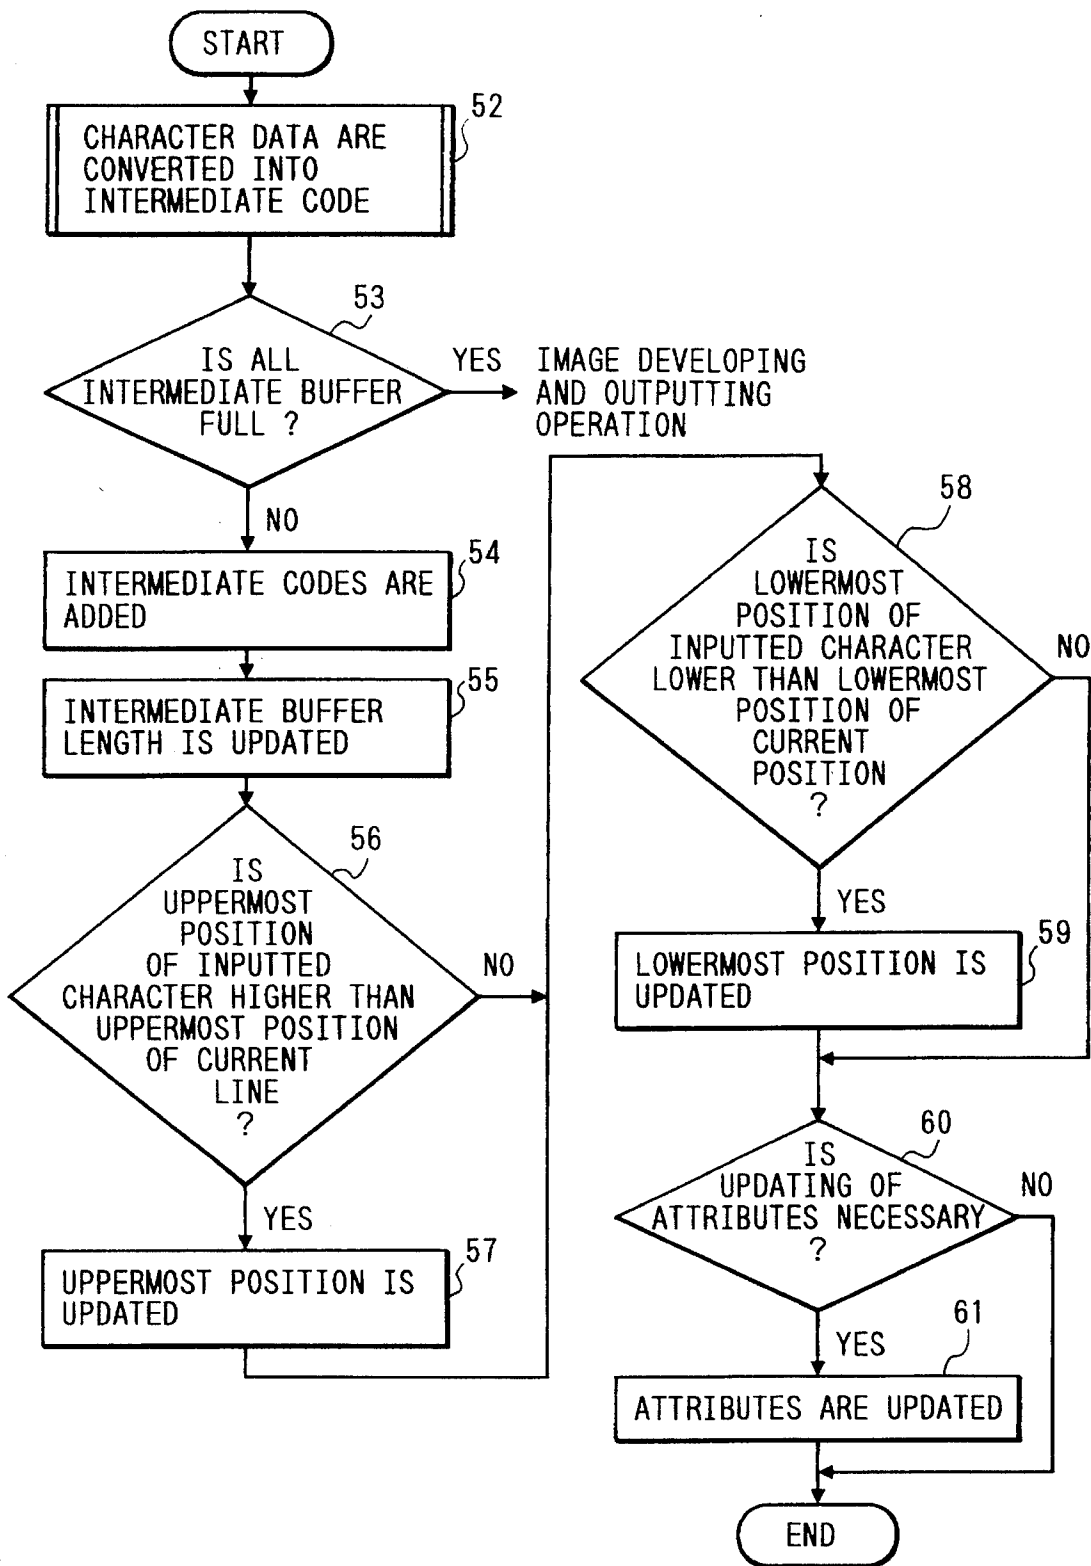 START
52
CHARACTER DATA ARE
CONVERTED INTO
INTERMEDIATE CODE
53
IS ALL
INTERMEDIATE BUFFER
FULL ?
YES
IMAGE DEVELOPING
AND OUTPUTTING
OPERATION
NO
54
INTERMEDIATE CODES ARE
ADDED
55
INTERMEDIATE BUFFER
LENGTH IS UPDATED
56
IS
UPPERMOST
POSITION
OF INPUTTED
CHARACTER HIGHER THAN
UPPERMOST POSITION
OF CURRENT
LINE
?
NO
YES
57
UPPERMOST POSITION IS
UPDATED
58
IS
LOWERMOST
POSITION OF
INPUTTED CHARACTER
LOWER THAN LOWERMOST
POSITION OF
CURRENT
POSITION
?
NO
YES
59
LOWERMOST POSITION IS
UPDATED
60
IS
UPDATING OF
ATTRIBUTES NECESSARY
?
NO
YES
61
ATTRIBUTES ARE UPDATED
END